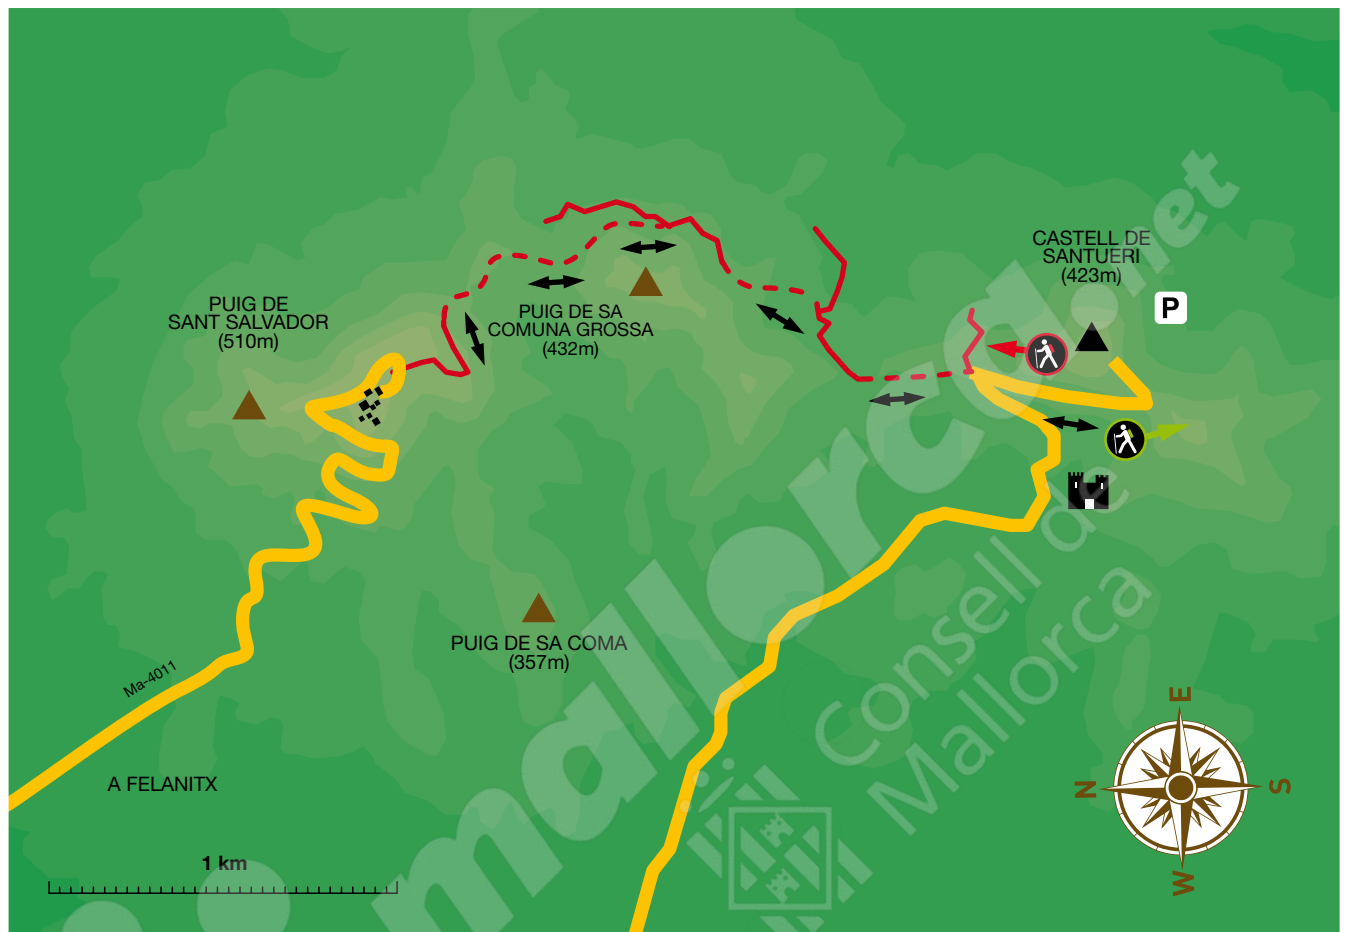 CASTELL DE
SANTUERI
(423m)
P
PUIG DE
SANT SALVADOR
(510m)
PUIG DE SA
COMUNA GROSSA
(432m)
PUIG DE SA COMA
(357m)
Ma-4011
A FELANITX
1 km
mallorca.net
Consell de
Mallorca
E
N
S
W